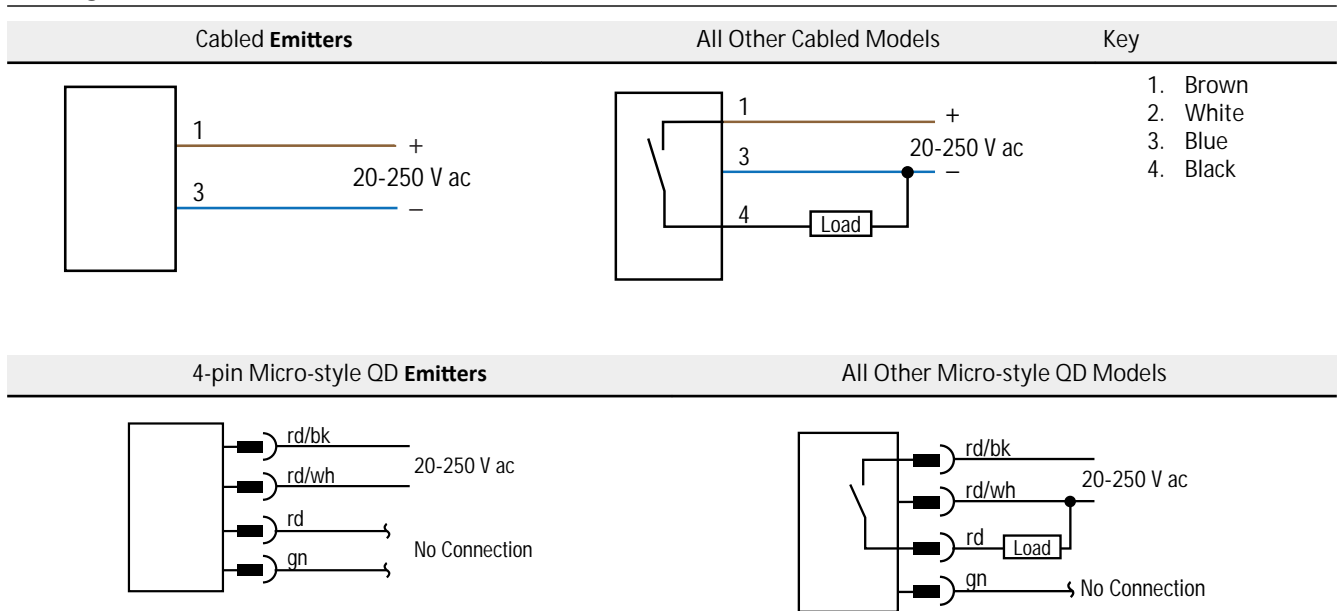 Cabled Emitters
All Other Cabled Models
Key
1
+
20-250 V ac
3
–
1
+
20-250 V ac
3
–
4
Load
1. Brown
2. White
3. Blue
4. Black
4-pin Micro-style QD Emitters
All Other Micro-style QD Models
rd/bk
20-250 V ac
rd/wh
rd
No Connection
gn
rd/bk
20-250 V ac
rd/wh
rd
Load
gn
No Connection